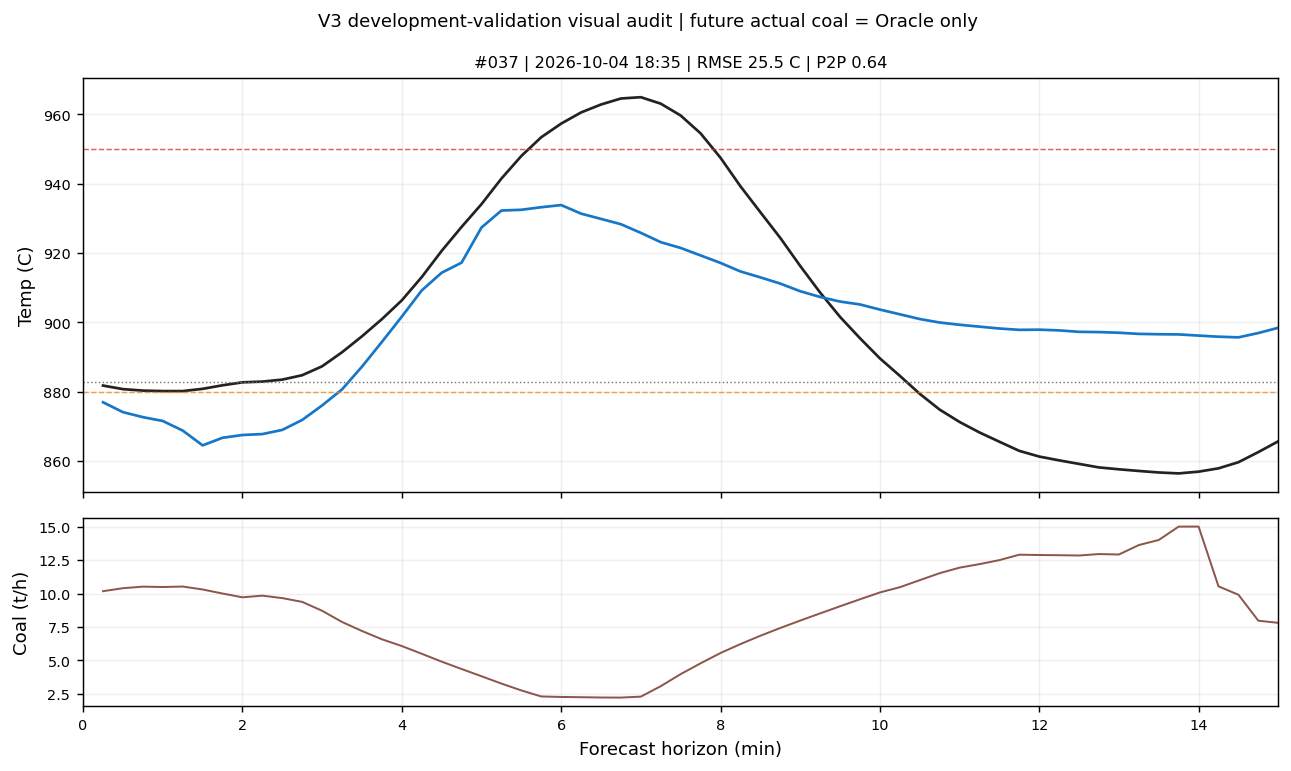 V3 development-validation visual audit | future actual coal = Oracle only
#037 | 2026-10-04 18:35 | RMSE 25.5 C | P2P 0.64
Temp (C)
960
940
920
900
880
860
Coal (t/h)
15.0
12.5
10.0
7.5
5.0
2.5
0 2 4 6 8 10 12 14
Forecast horizon (min)